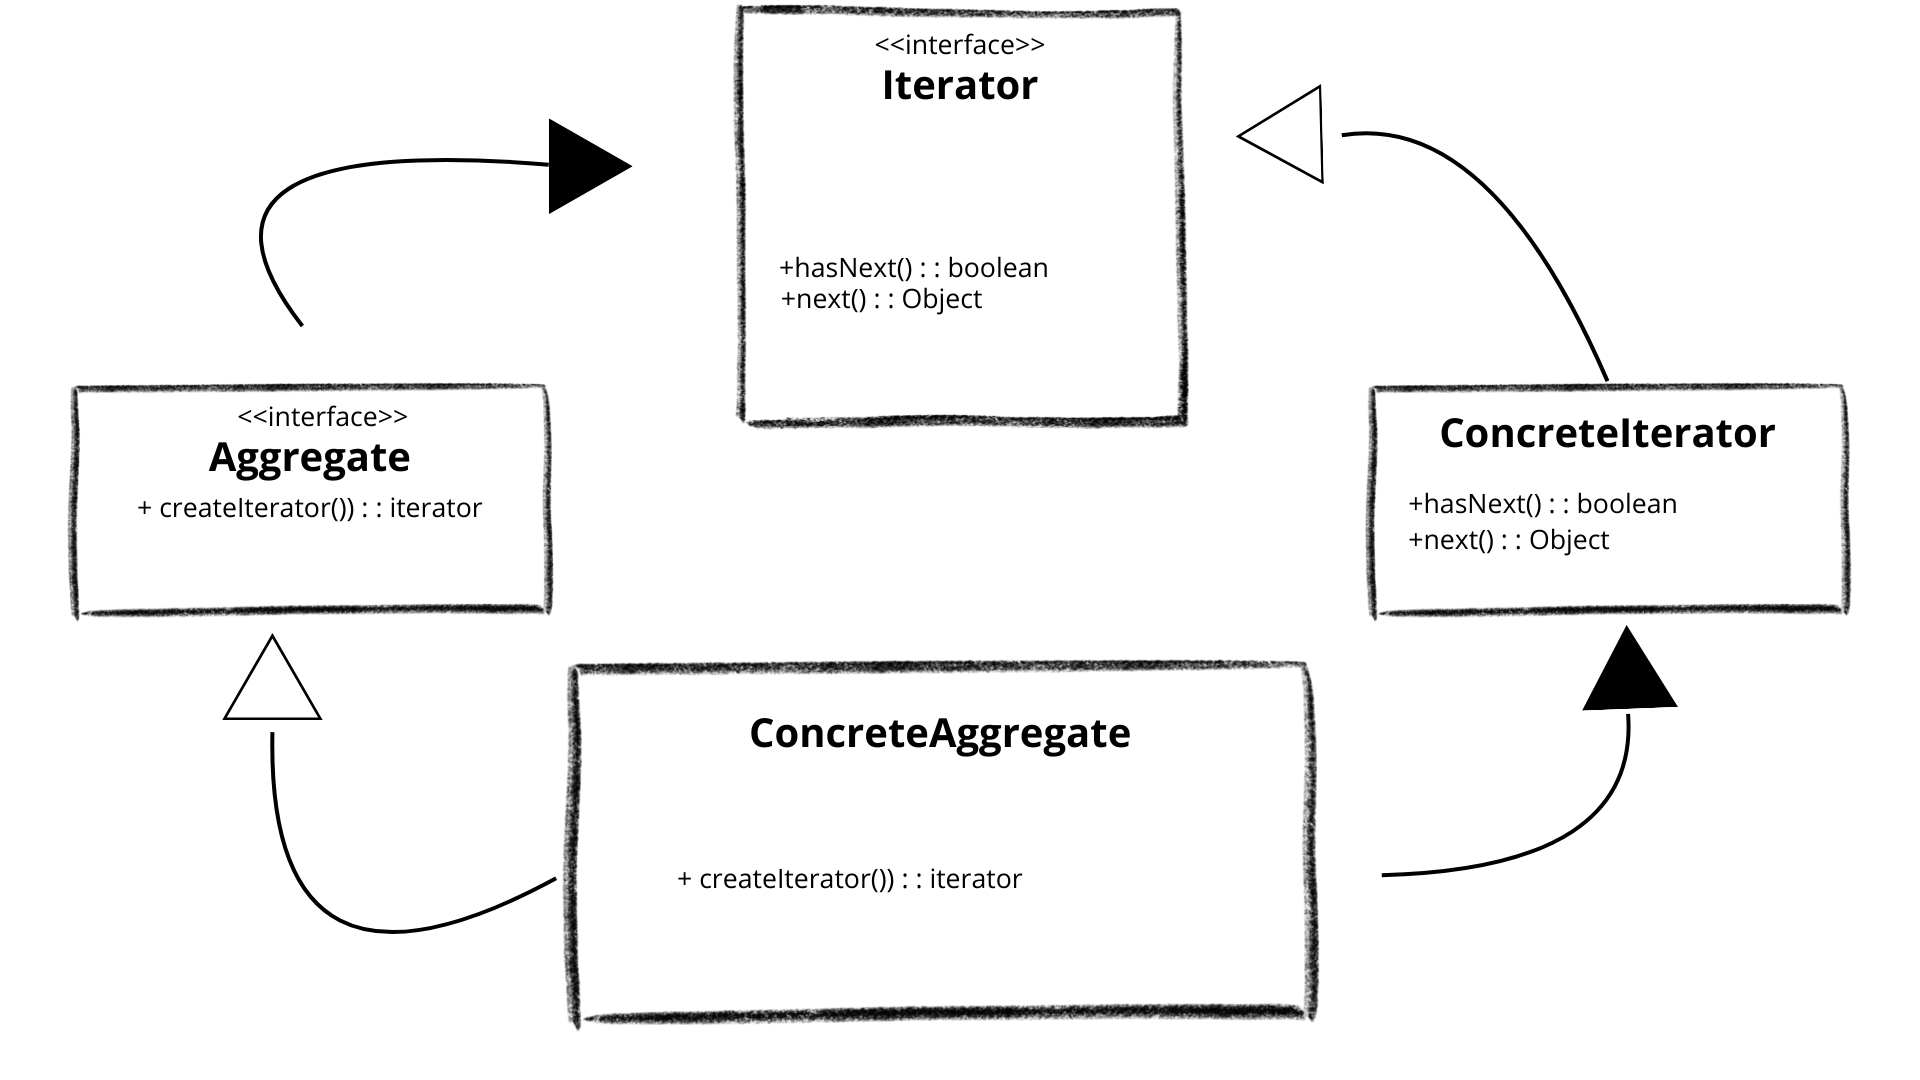 <<interface>>
Iterator
+hasNext() : : boolean
+next() : : Object
<<interface>>
Aggregate
+ createIterator()) : : iterator
ConcreteIterator
+hasNext() : : boolean
+next() : : Object
ConcreteAggregate
+ createIterator()) : : iterator